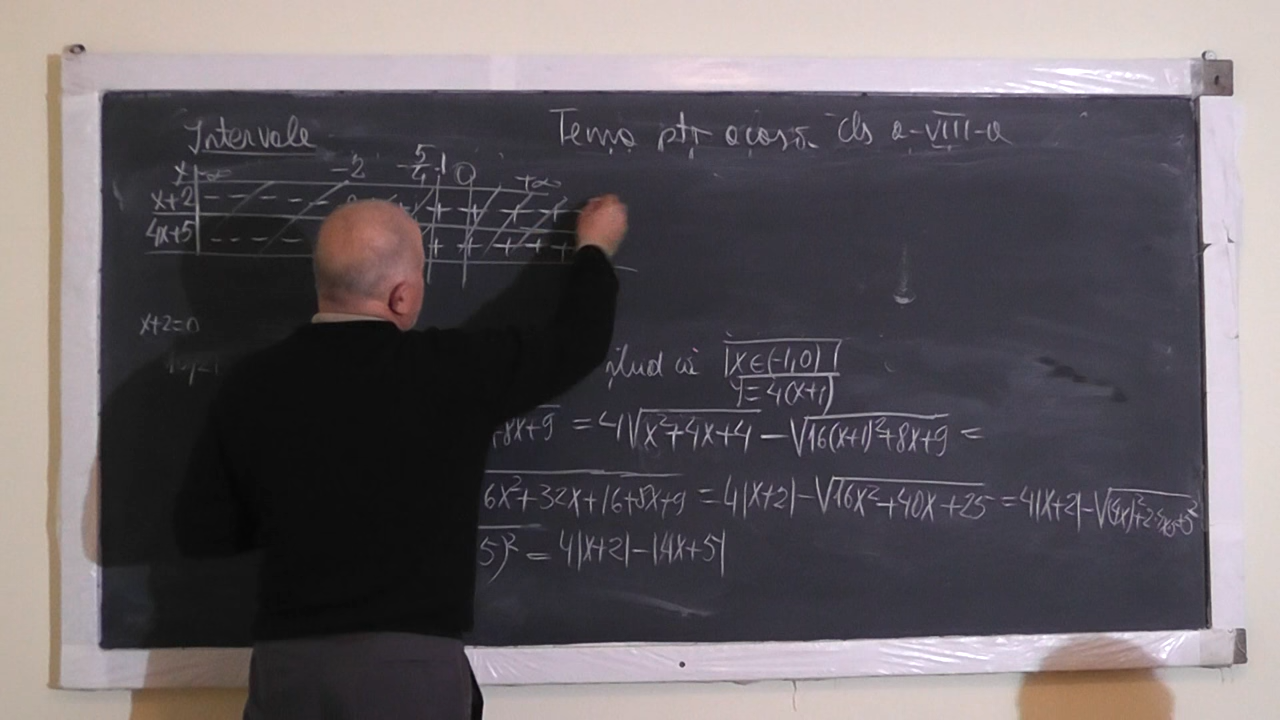 Intervale
Tema ptr acasă cls a-VIII-a
x -∞ -2 -5/4 -1 0 +∞
x+2 - - - - - + + + + +
4x+5 - - - - + + + + +
x+2=0
știind că x∈(-1,0)
y=4(x+1)
+8x+9 = 4√x²+4x+4 - √16(x+1)²+8x+9 =
6x²+32x+16+8x+9 = 4|x+2| - √16x²+40x+25 = 4|x+2| - √(4x)²+2·4x·5+5²
5)² = 4|x+2| - |4x+5|